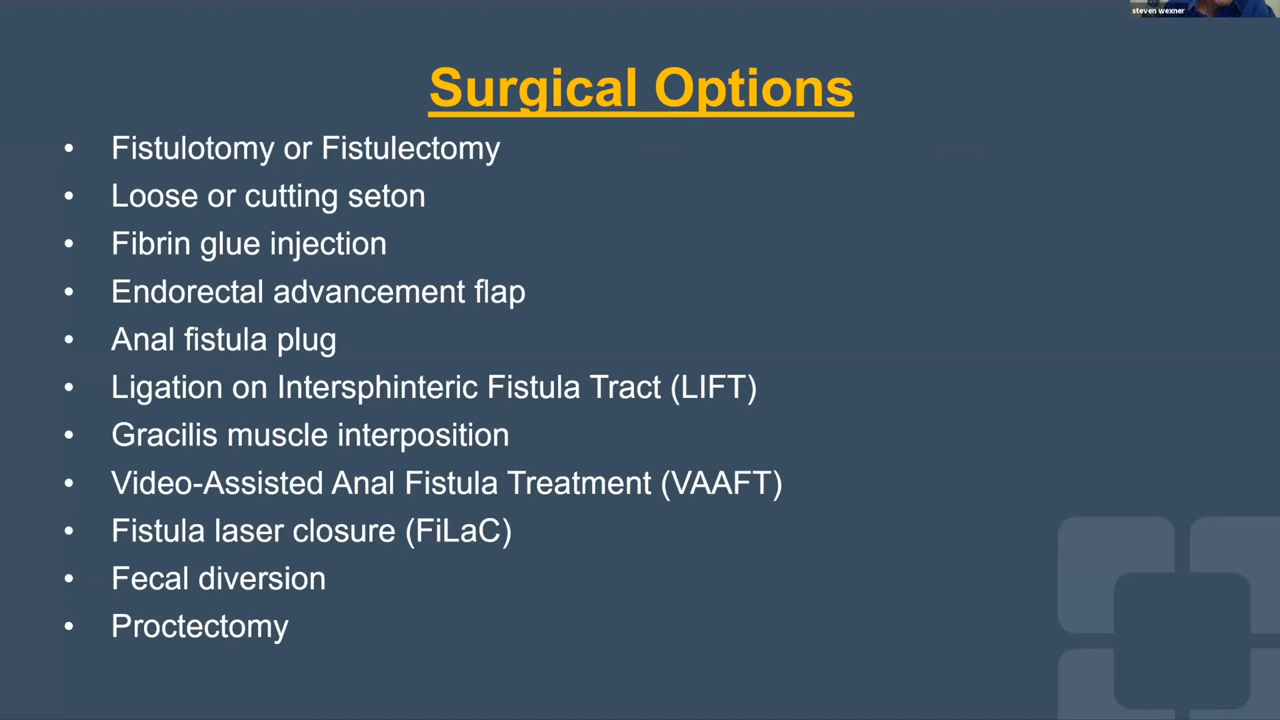 steven wexner
Surgical Options
• Fistulotomy or Fistulectomy
• Loose or cutting seton
• Fibrin glue injection
• Endorectal advancement flap
• Anal fistula plug
• Ligation on Intersphinteric Fistula Tract (LIFT)
• Gracilis muscle interposition
• Video-Assisted Anal Fistula Treatment (VAAFT)
• Fistula laser closure (FiLaC)
• Fecal diversion
• Proctectomy